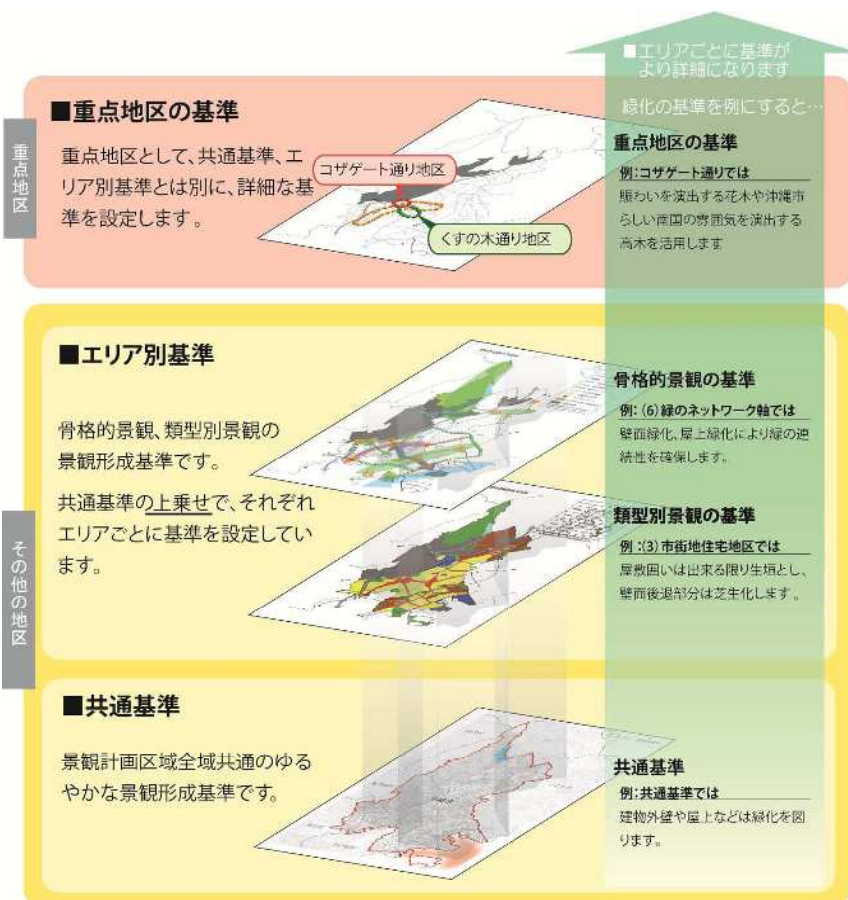 ■エリアごとに基準が
より詳細になります
緑化の基準を例にすると…
重点地区
■重点地区の基準
重点地区として、共通基準、エ
リア別基準とは別に、詳細な基
準を設定します。
コザゲート通り地区
くすの木通り地区
重点地区の基準
例:コザゲート通りでは
賑わいを演出する花木や沖縄市
らしい南国の雰囲気を演出する
高木を活用します
その他の地区
■エリア別基準
骨格的景観、類型別景観の
景観形成基準です。
共通基準の上乗せで、それぞれ
エリアごとに基準を設定してい
ます。
骨格的景観の基準
例:(6)緑のネットワーク軸では
壁面緑化、屋上緑化により緑の連
続性を確保します。
類型別景観の基準
例:(3)市街地住宅地区では
屋敷囲いは出来る限り生垣とし、
壁面後退部分は芝生化します。
■共通基準
景観計画区域全域共通のゆる
やかな景観形成基準です。
共通基準
例:共通基準では
建物外壁や屋上などは緑化を図
ります。